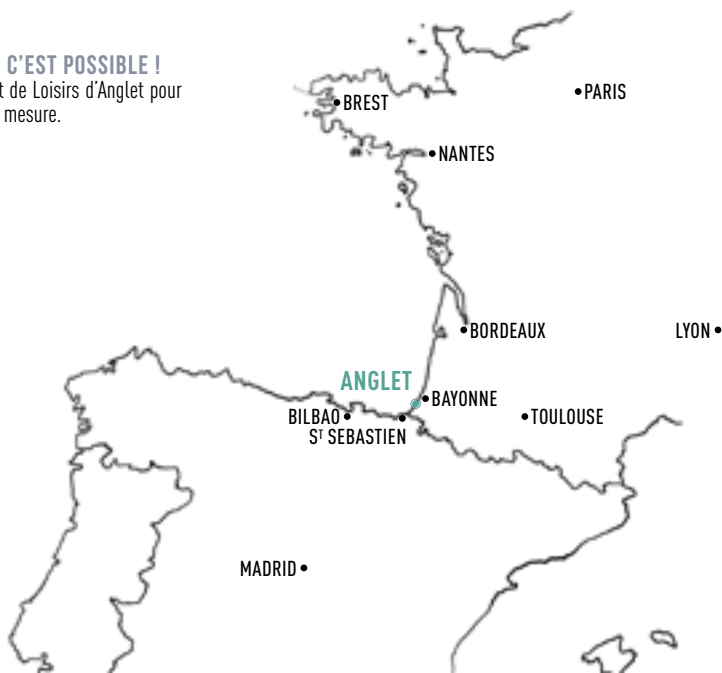 C'EST POSSIBLE !
t de Loisirs d'Anglet pour
mesure.
BREST
PARIS
NANTES
BORDEAUX
LYON
ANGLET
BAYONNE
BILBAO
TOULOUSE
Sᵀ SEBASTIEN
MADRID